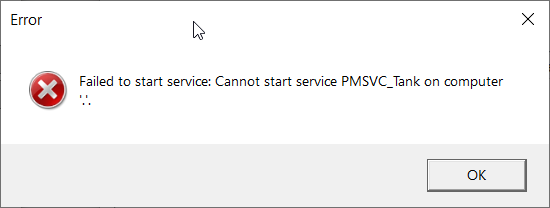 Error
Failed to start service: Cannot start service PMSVC_Tank on computer
'.'.
OK